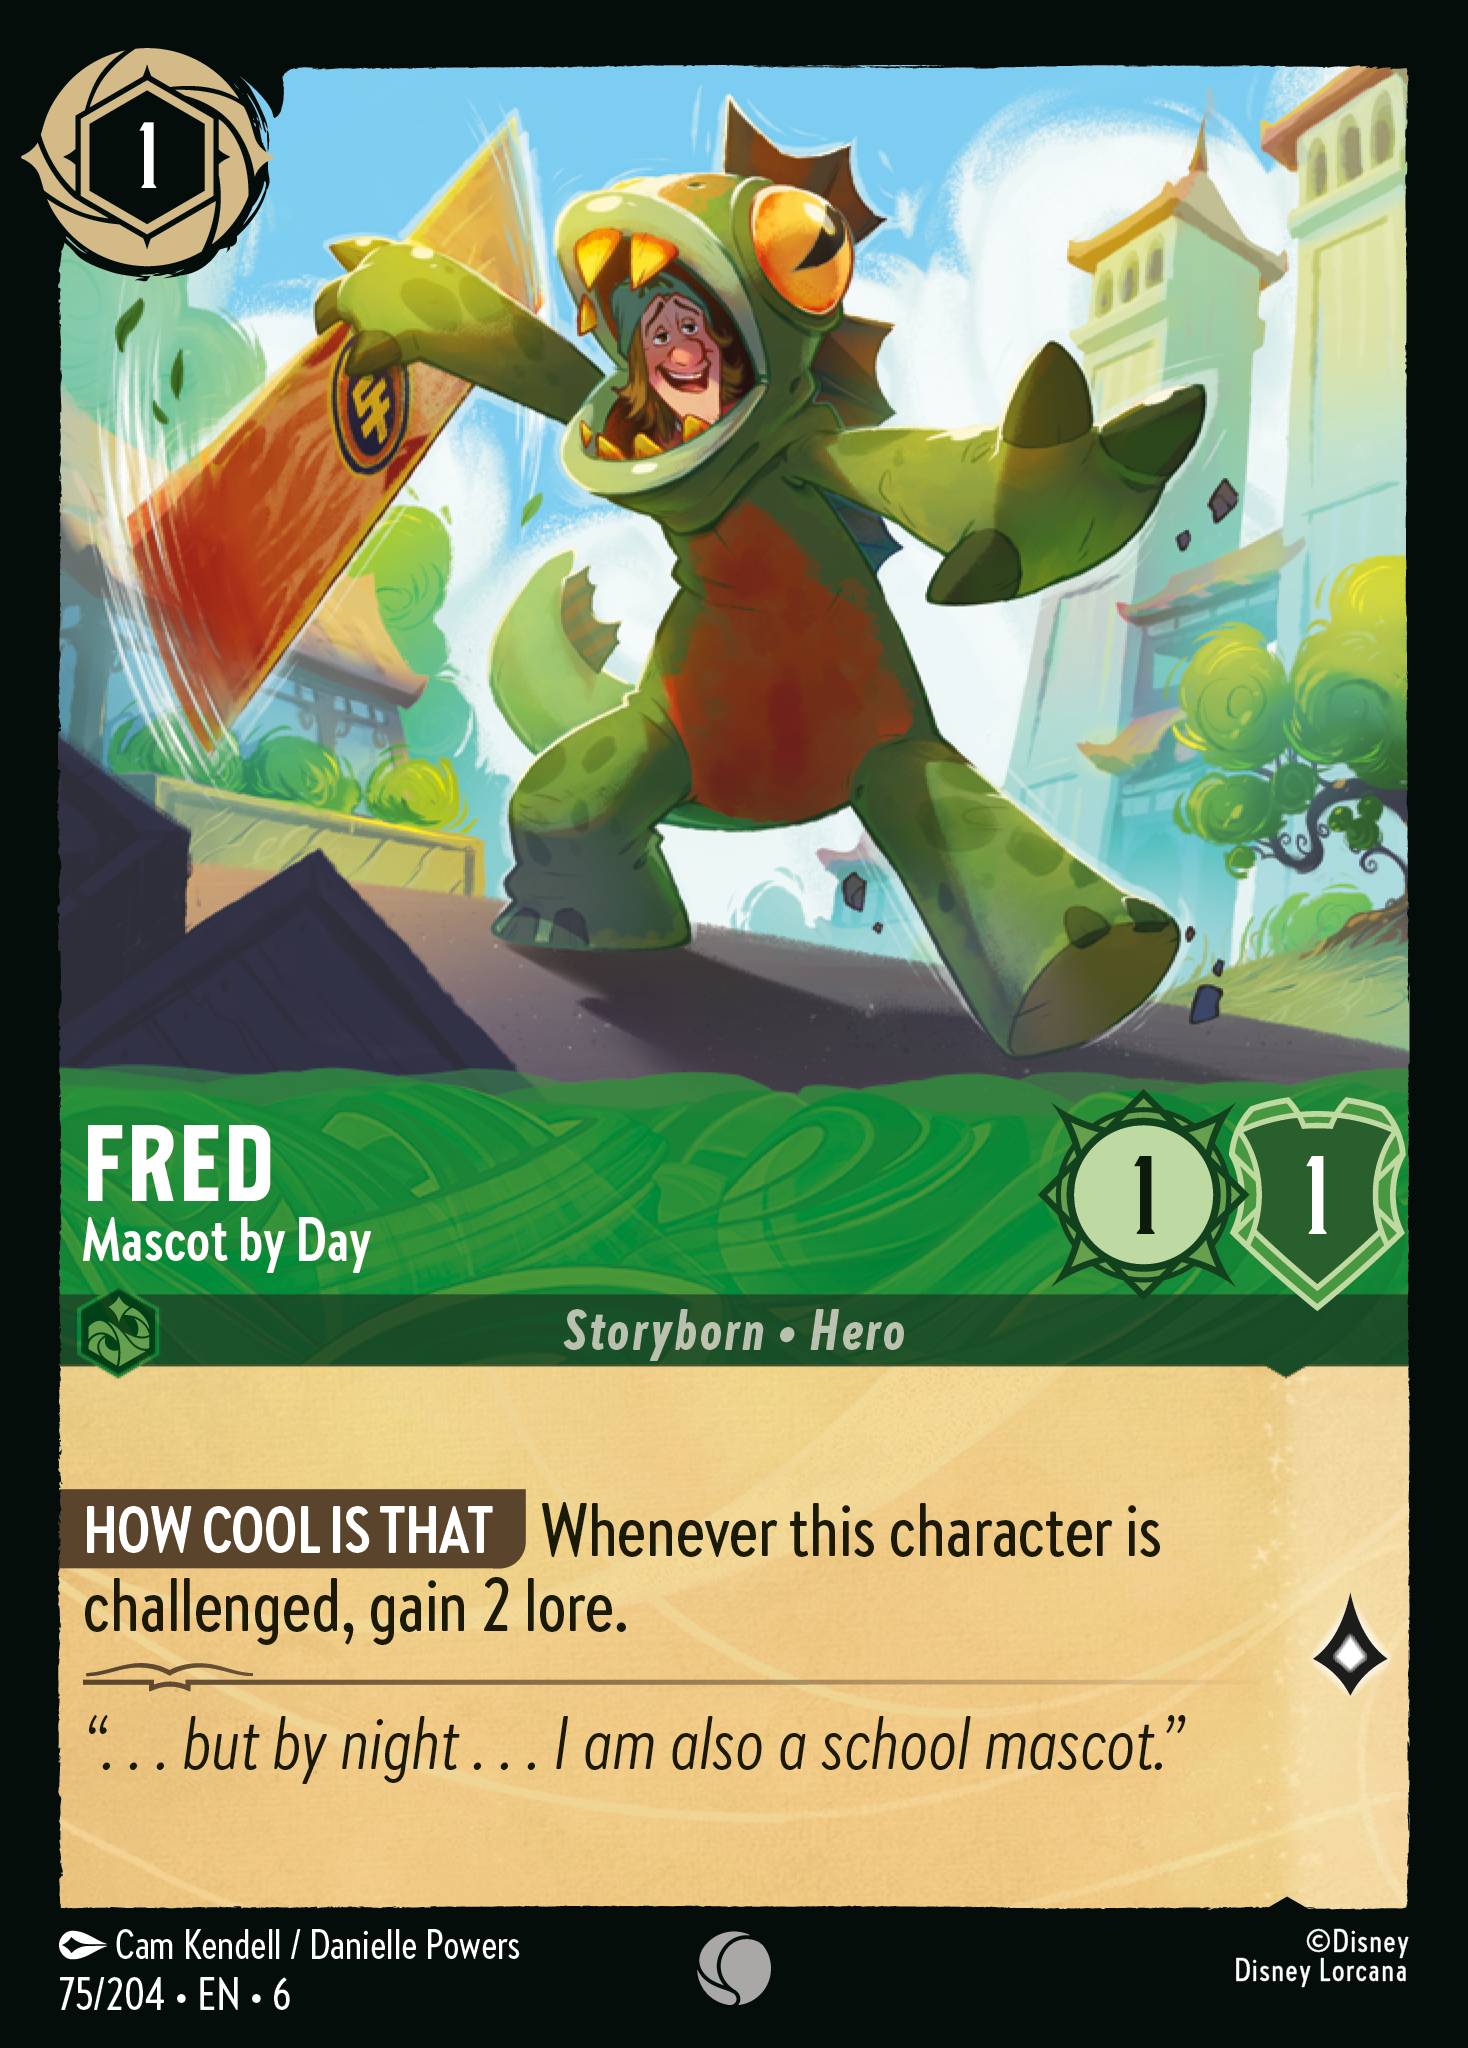 1
FRED
Mascot by Day
1 1
Storyborn • Hero
HOW COOL IS THAT Whenever this character is
challenged, gain 2 lore.
“. . . but by night . . . I am also a school mascot.”
Cam Kendell / Danielle Powers
75/204 • EN • 6
©Disney
Disney Lorcana